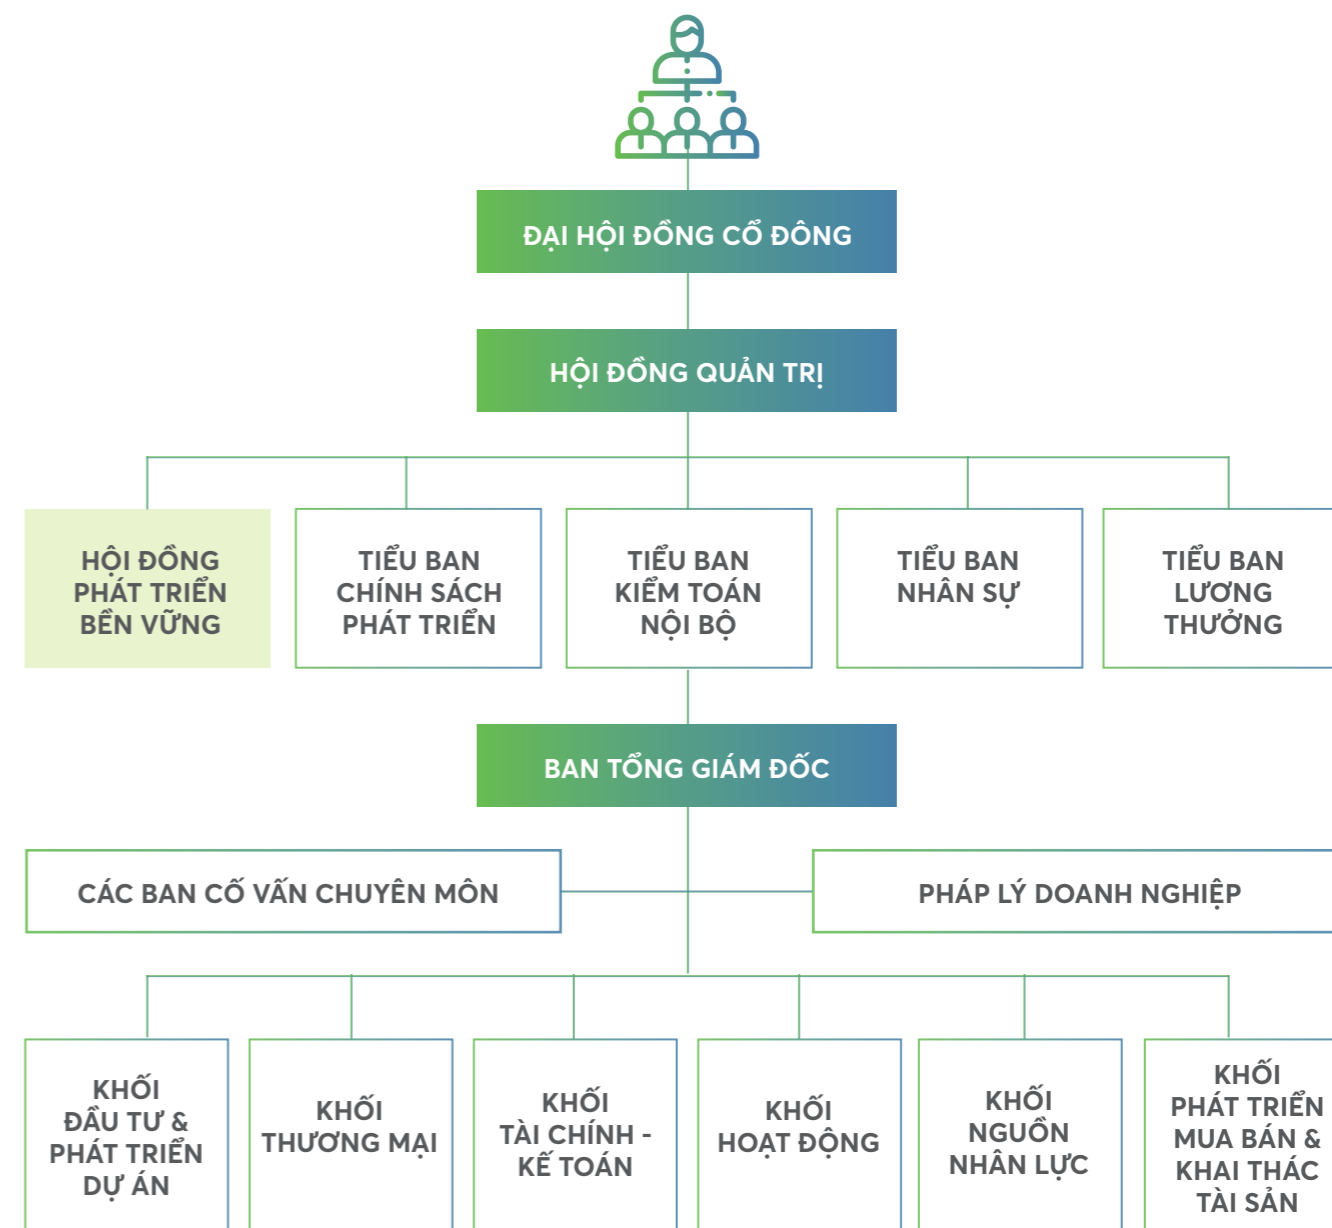 ĐẠI HỘI ĐỒNG CỔ ĐÔNG
HỘI ĐỒNG QUẢN TRỊ
HỘI ĐỒNG
PHÁT TRIỂN
BỀN VỮNG
TIỂU BAN
CHÍNH SÁCH
PHÁT TRIỂN
TIỂU BAN
KIỂM TOÁN
NỘI BỘ
TIỂU BAN
NHÂN SỰ
TIỂU BAN
LƯƠNG
THƯỞNG
BAN TỔNG GIÁM ĐỐC
CÁC BAN CỐ VẤN CHUYÊN MÔN
PHÁP LÝ DOANH NGHIỆP
KHỐI
ĐẦU TƯ &
PHÁT TRIỂN
DỰ ÁN
KHỐI
THƯƠNG MẠI
KHỐI
TÀI CHÍNH -
KẾ TOÁN
KHỐI
HOẠT ĐỘNG
KHỐI
NGUỒN
NHÂN LỰC
KHỐI
PHÁT TRIỂN
MUA BÁN &
KHAI THÁC
TÀI SẢN